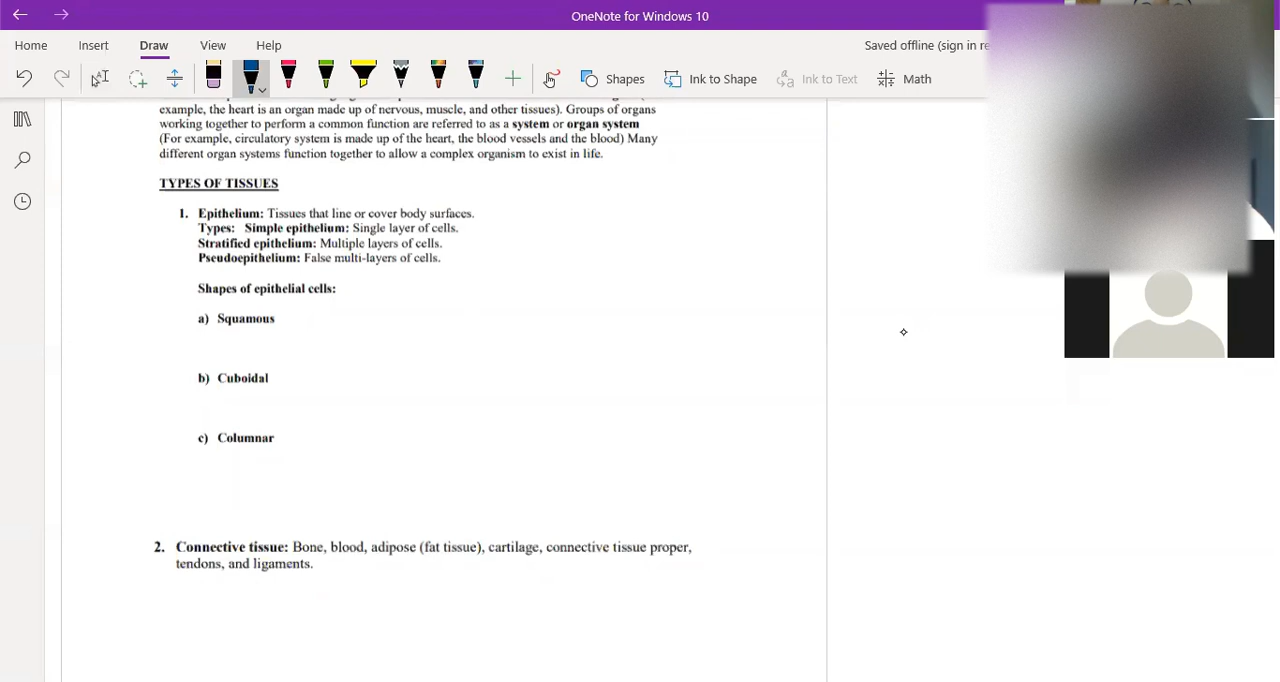 OneNote for Windows 10
Home Insert Draw View Help Saved offline (sign in re
Shapes Ink to Shape Ink to Text Math
example, the heart is an organ made up of nervous, muscle, and other tissues). Groups of organs
working together to perform a common function are referred to as a system or organ system
(For example, circulatory system is made up of the heart, the blood vessels and the blood) Many
different organ systems function together to allow a complex organism to exist in life.
TYPES OF TISSUES
1. Epithelium: Tissues that line or cover body surfaces.
Types: Simple epithelium: Single layer of cells.
Stratified epithelium: Multiple layers of cells.
Pseudoepithelium: False multi-layers of cells.
Shapes of epithelial cells:
a) Squamous
b) Cuboidal
c) Columnar
2. Connective tissue: Bone, blood, adipose (fat tissue), cartilage, connective tissue proper,
tendons, and ligaments.